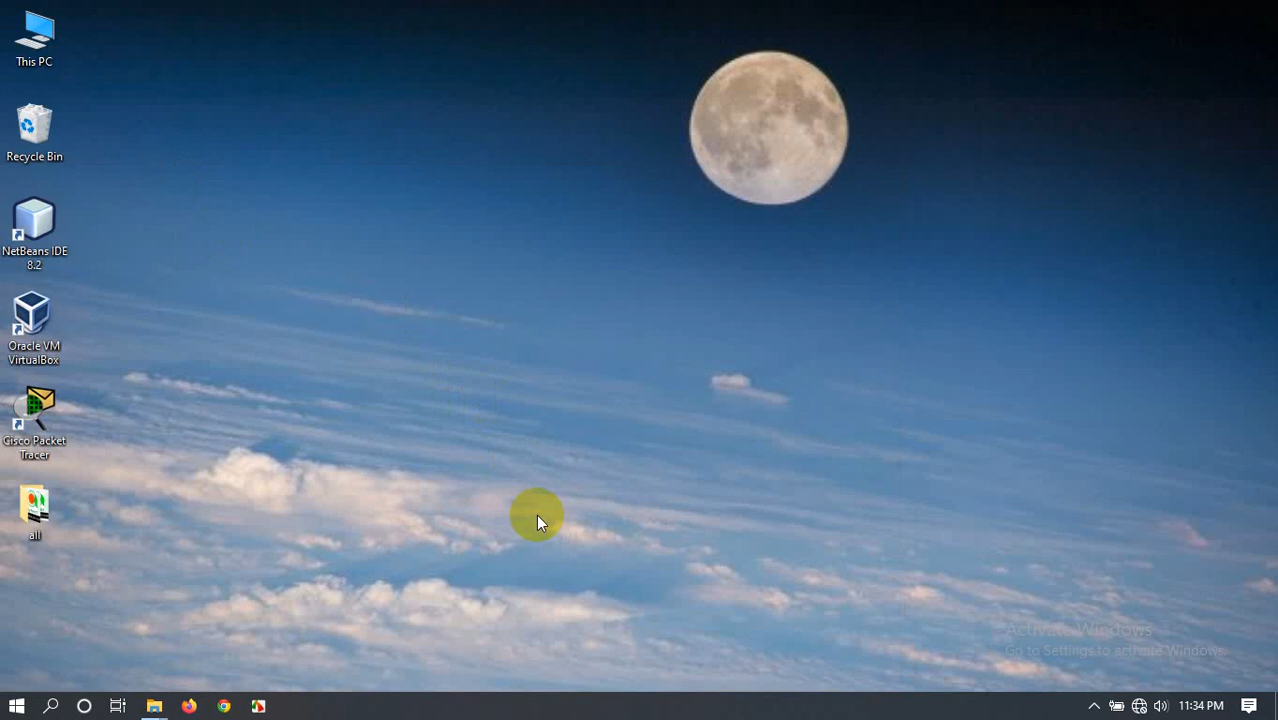 This PC
Recycle Bin
NetBeans IDE
8.2
Oracle VM
VirtualBox
Cisco Packet
Tracer
all
Activate Windows
Go to Settings to activate Windows.
11:34 PM